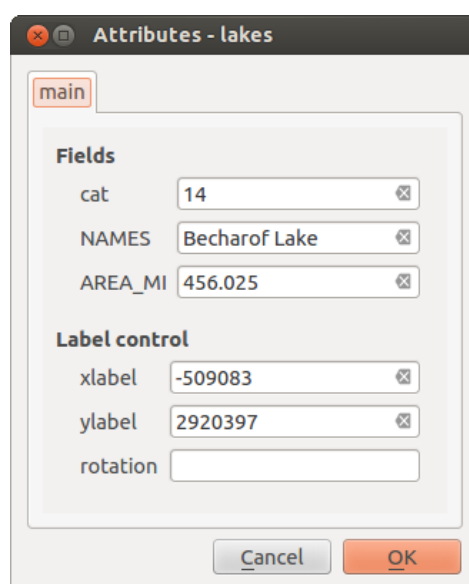 Attributes - lakes
main
Fields
cat 14
NAMES Becharof Lake
AREA_MI 456.025
Label control
xlabel -509083
ylabel 2920397
rotation
Cancel OK